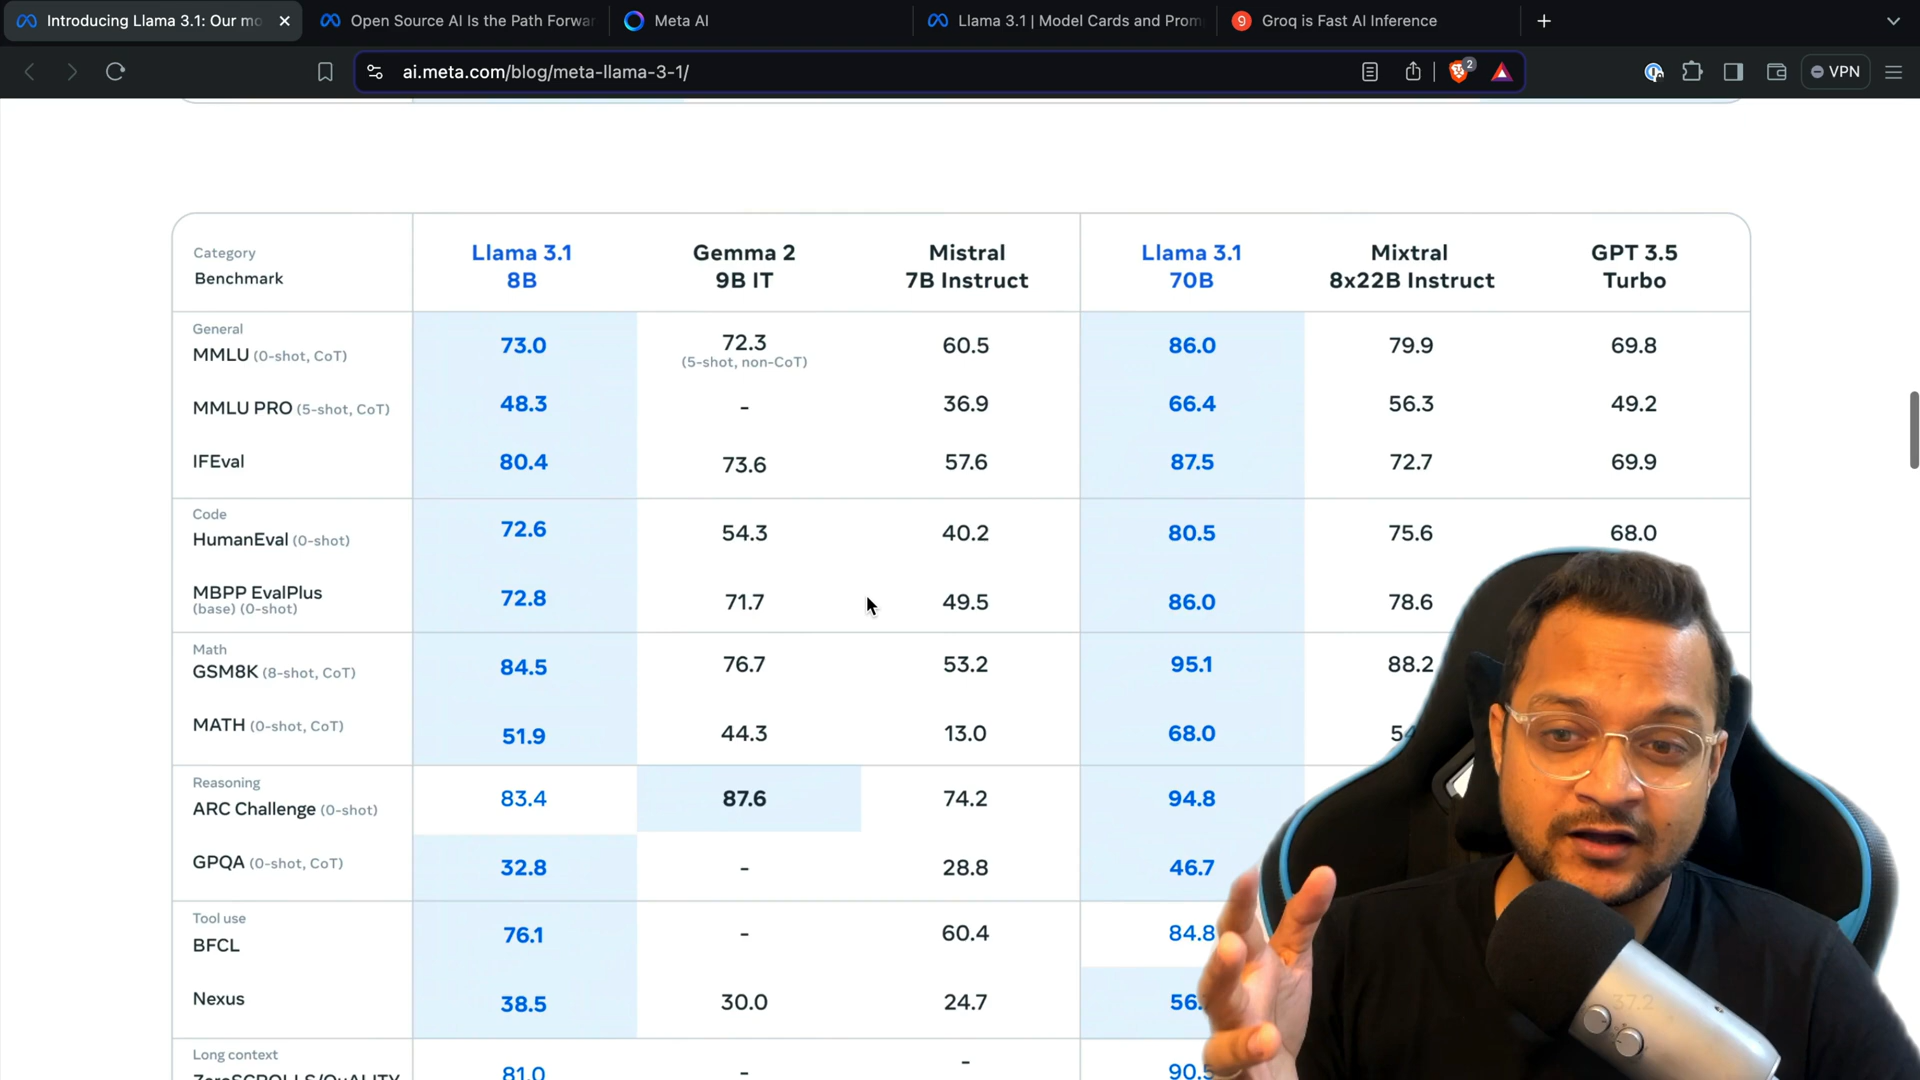 Introducing Llama 3.1: Our mo
Open Source AI Is the Path Forwar
Meta AI
Llama 3.1 | Model Cards and Prom
9 Groq is Fast AI Inference
ai.meta.com/blog/meta-llama-3-1/
2
VPN
Category
Benchmark
Llama 3.1
8B
Gemma 2
9B IT
Mistral
7B Instruct
Llama 3.1
70B
Mixtral
8x22B Instruct
GPT 3.5
Turbo
General
MMLU (0-shot, CoT) 73.0 72.3 60.5 86.0 79.9 69.8
(5-shot, non-CoT)
MMLU PRO (5-shot, CoT) 48.3 - 36.9 66.4 56.3 49.2
IFEval 80.4 73.6 57.6 87.5 72.7 69.9
Code
HumanEval (0-shot) 72.6 54.3 40.2 80.5 75.6 68.0
MBPP EvalPlus 72.8 71.7 49.5 86.0 78.6
(base) (0-shot)
Math
GSM8K (8-shot, CoT) 84.5 76.7 53.2 95.1 88.2
MATH (0-shot, CoT) 51.9 44.3 13.0 68.0
Reasoning
ARC Challenge (0-shot) 83.4 87.6 74.2 94.8
GPQA (0-shot, CoT) 32.8 - 28.8 46.7
Tool use
BFCL 76.1 - 60.4 84.8
Nexus 38.5 30.0 24.7 56. 37.2
Long context
ZeroSCROLLS/QuALITY 81.0 - - 90.5